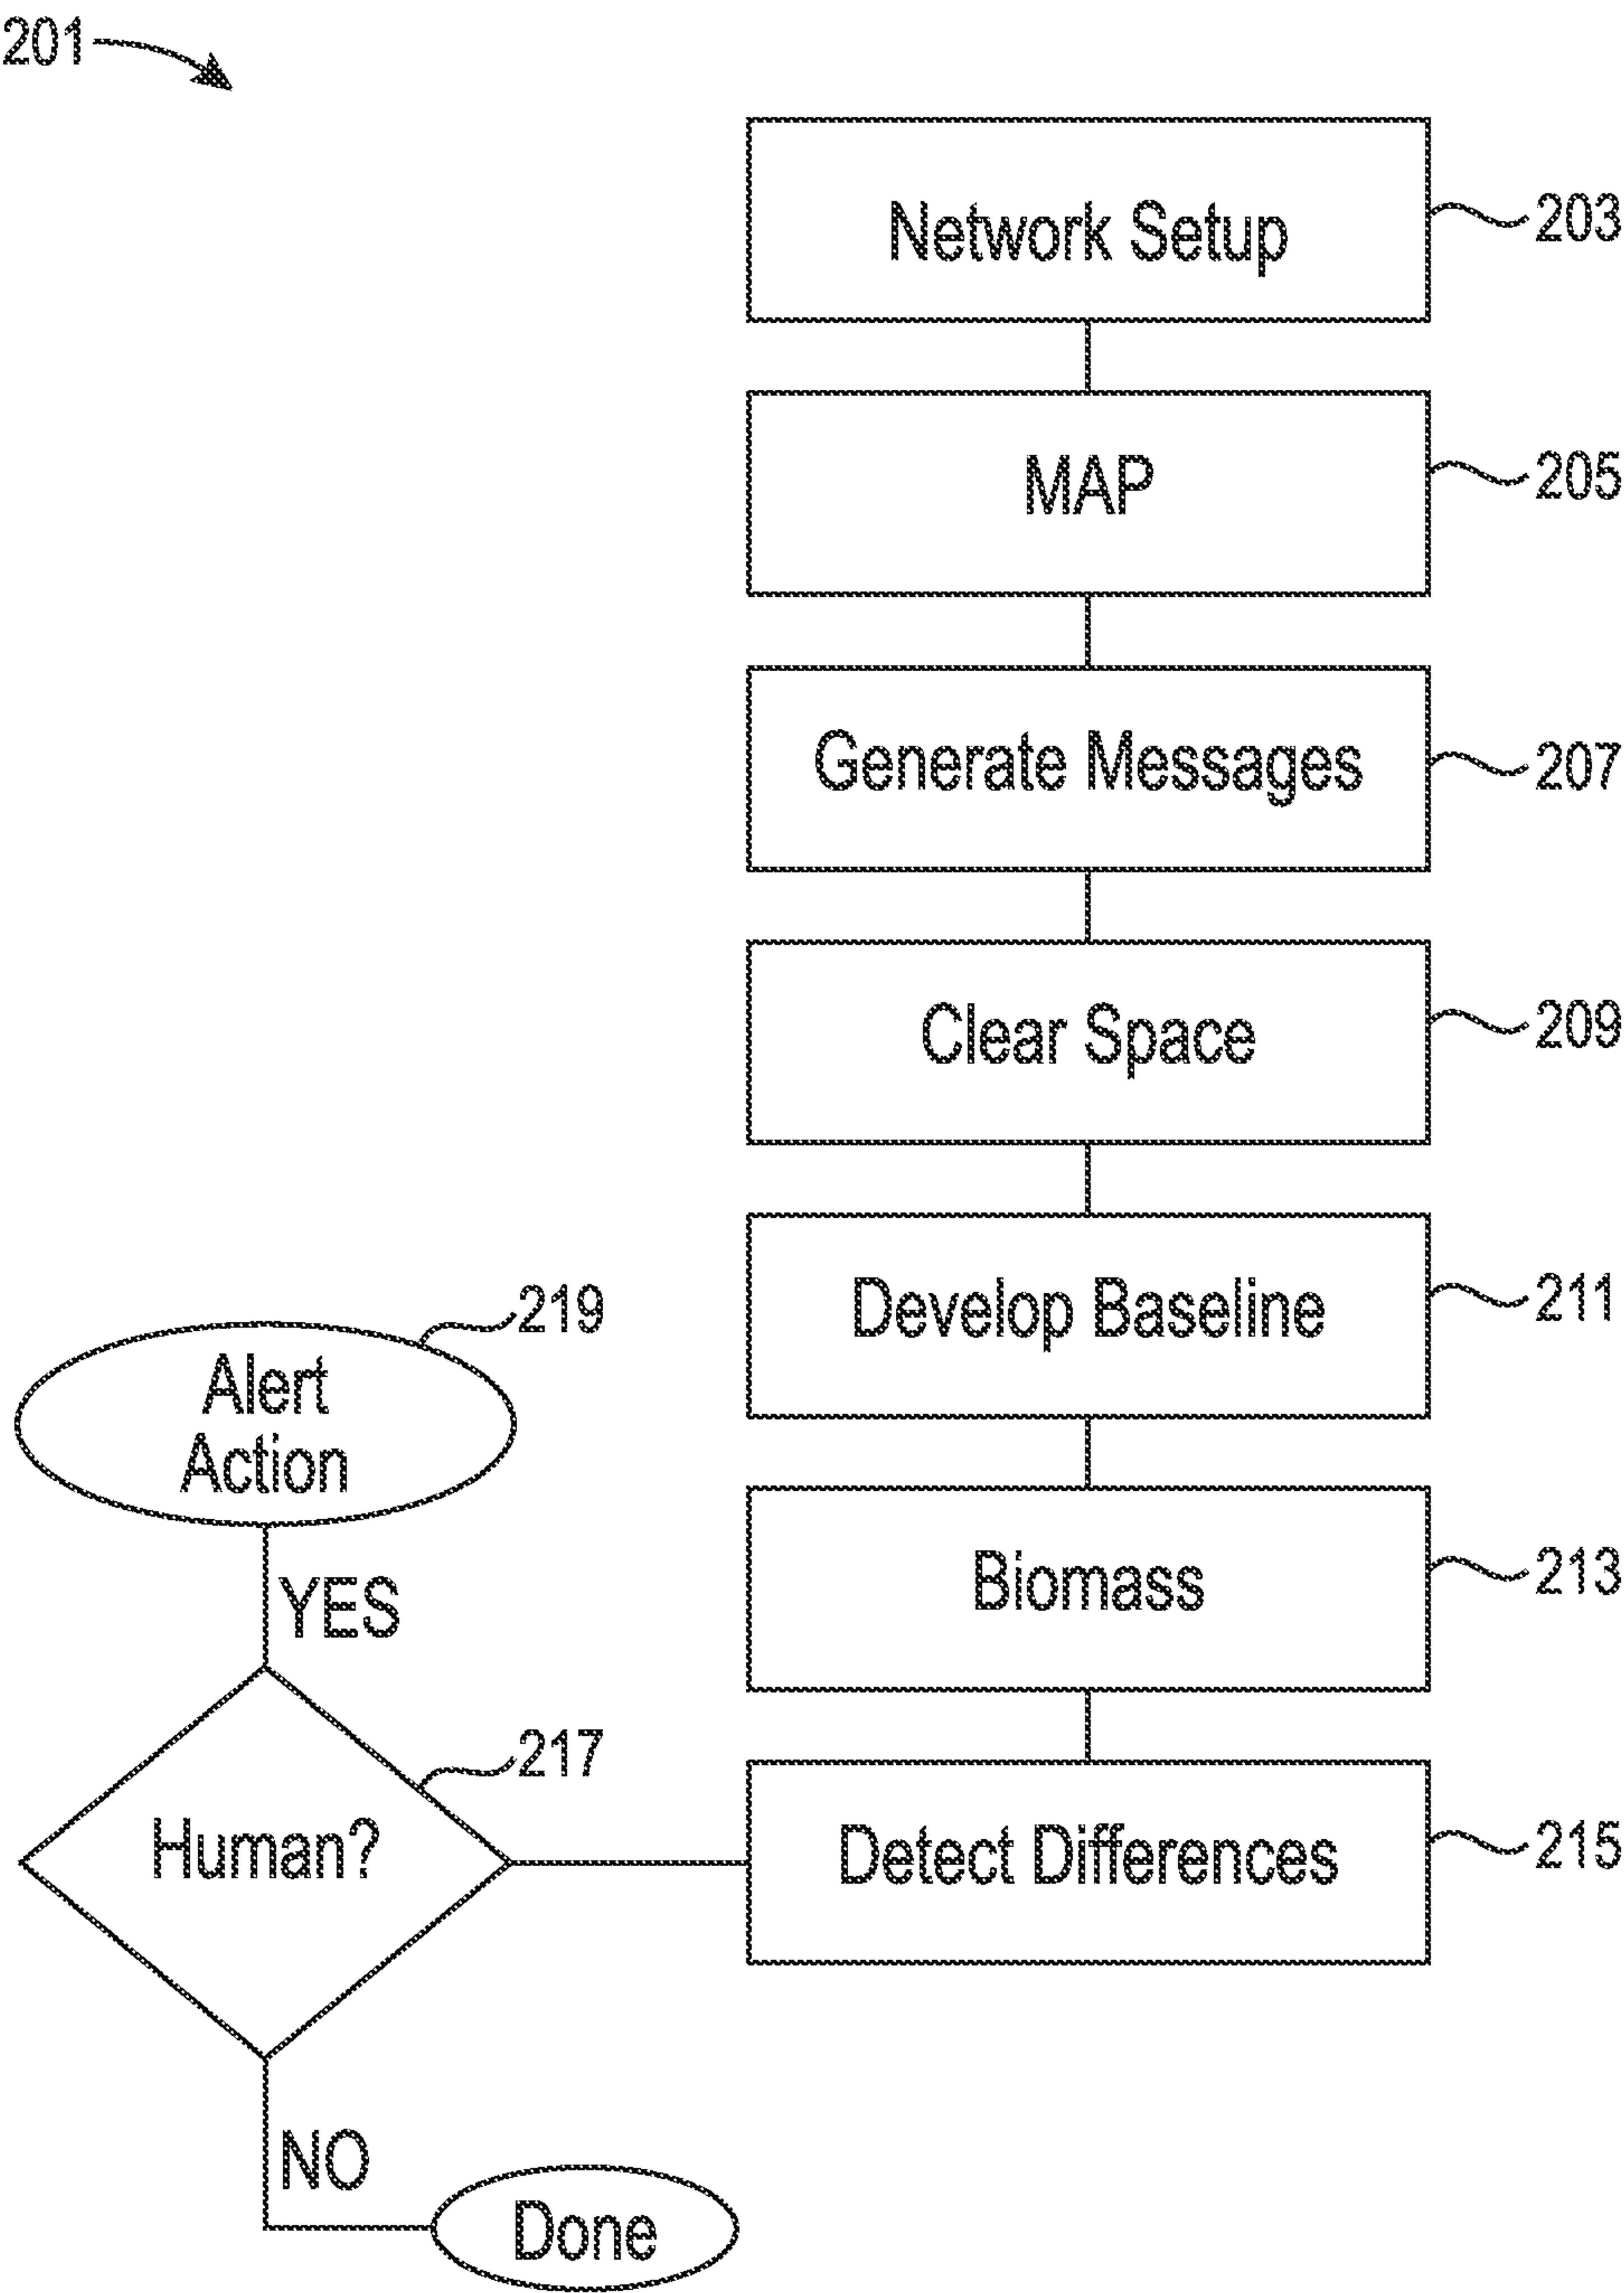 201
Network Setup
203
MAP
205
Generate Messages
207
Clear Space
209
Develop Baseline
211
219
Alert
Action
Biomass
213
YES
217
Human?
Detect Differences
215
NO
Done